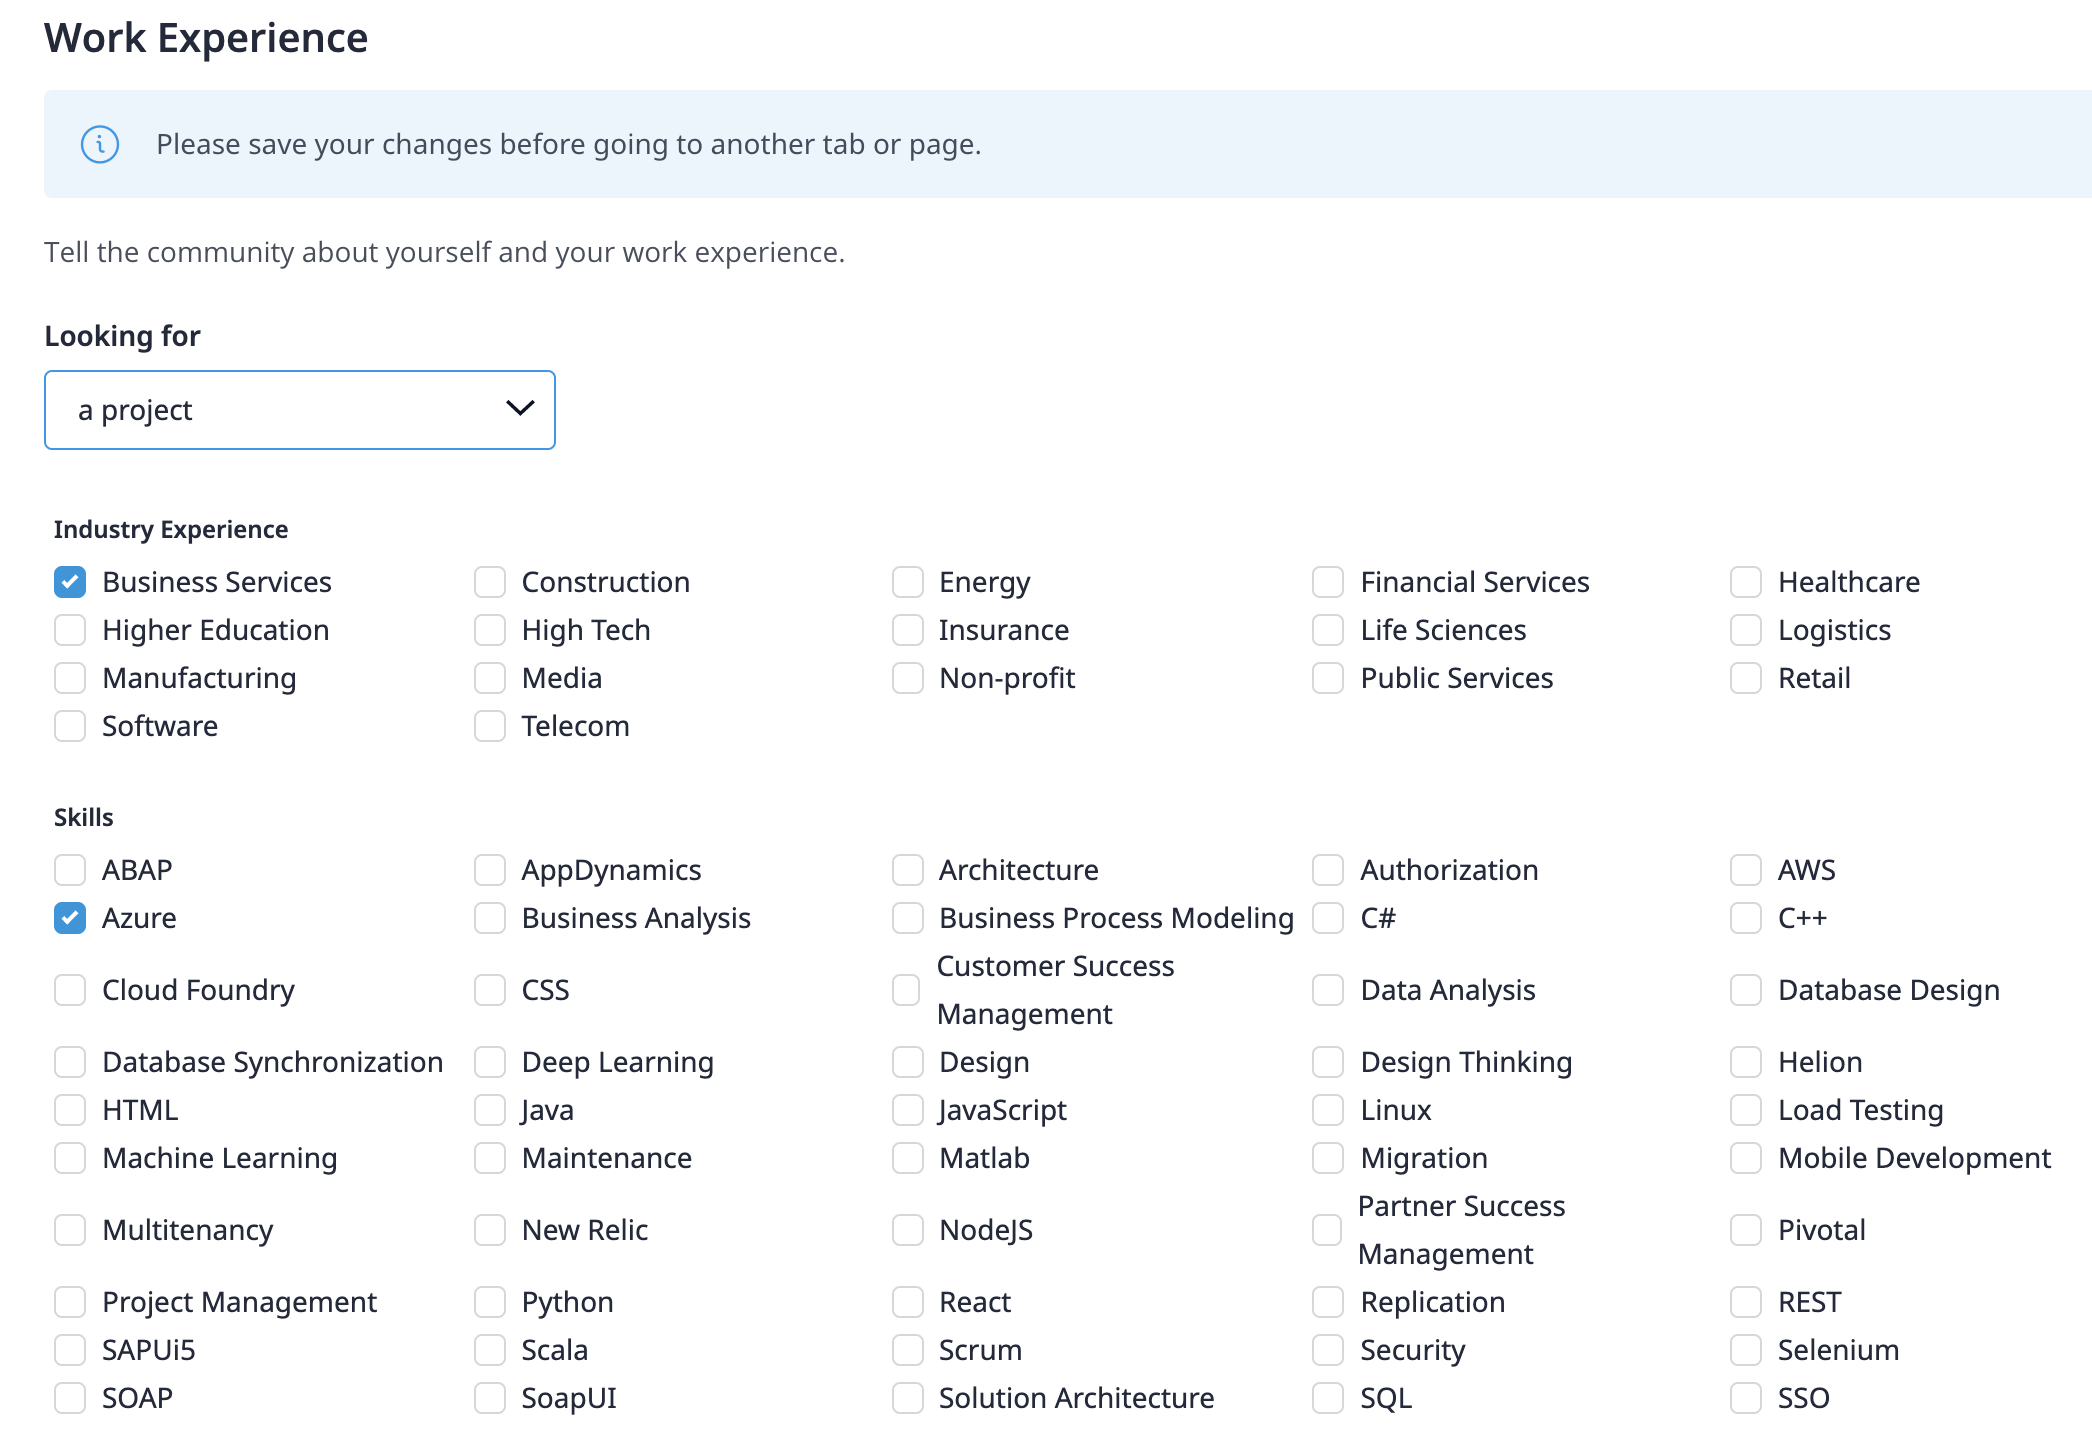 Work Experience
Please save your changes before going to another tab or page.
Tell the community about yourself and your work experience.
Looking for
a project
Industry Experience
Business Services Construction Energy Financial Services Healthcare
Higher Education High Tech Insurance Life Sciences Logistics
Manufacturing Media Non-profit Public Services Retail
Software Telecom
Skills
ABAP AppDynamics Architecture Authorization AWS
Azure Business Analysis Business Process Modeling C# C++
Cloud Foundry CSS Customer Success Management Data Analysis Database Design
Database Synchronization Deep Learning Design Design Thinking Helion
HTML Java JavaScript Linux Load Testing
Machine Learning Maintenance Matlab Migration Mobile Development
Multitenancy New Relic NodeJS Partner Success Management Pivotal
Project Management Python React Replication REST
SAPUi5 Scala Scrum Security Selenium
SOAP SoapUI Solution Architecture SQL SSO